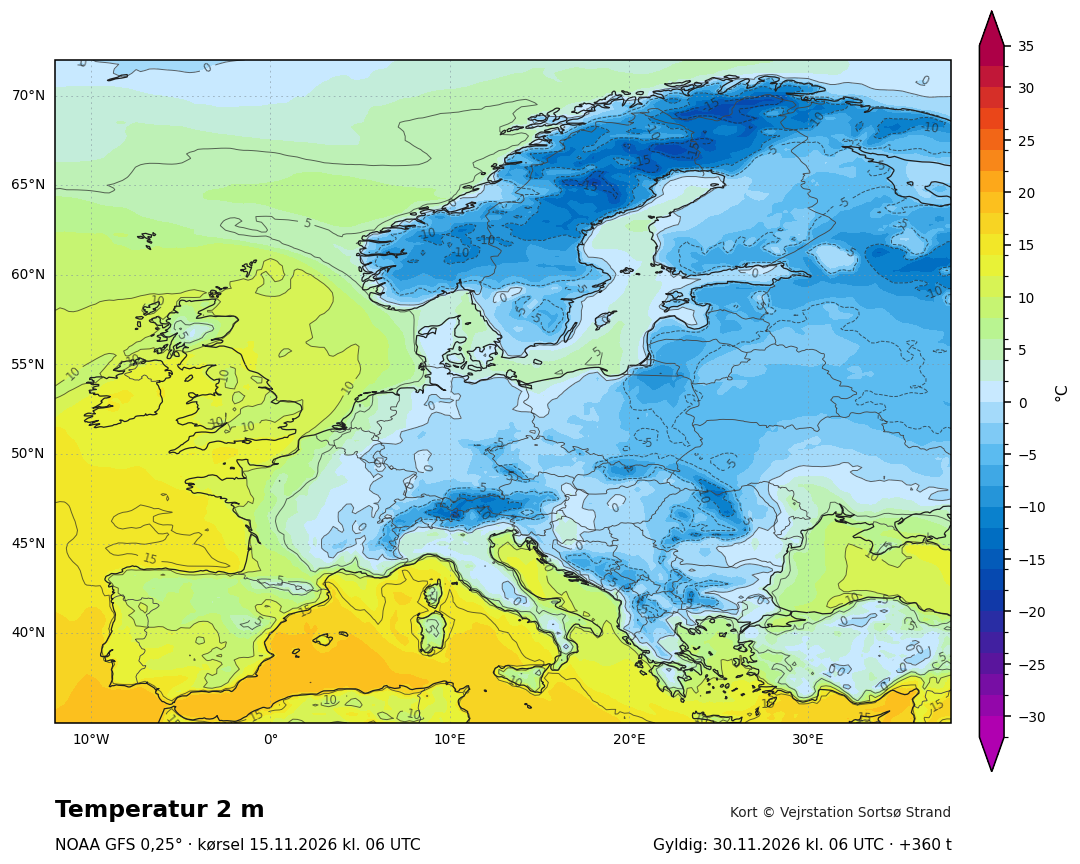 35
70°N
30
25
65°N
20
15
60°N
10
55°N
5
0
°C
50°N
−5
−10
45°N
−15
−20
40°N
−25
−30
10°W
0°
10°E
20°E
30°E
Temperatur 2 m
Kort © Vejrstation Sortsø Strand
NOAA GFS 0,25° · kørsel 15.11.2026 kl. 06 UTC
Gyldig: 30.11.2026 kl. 06 UTC · +360 t